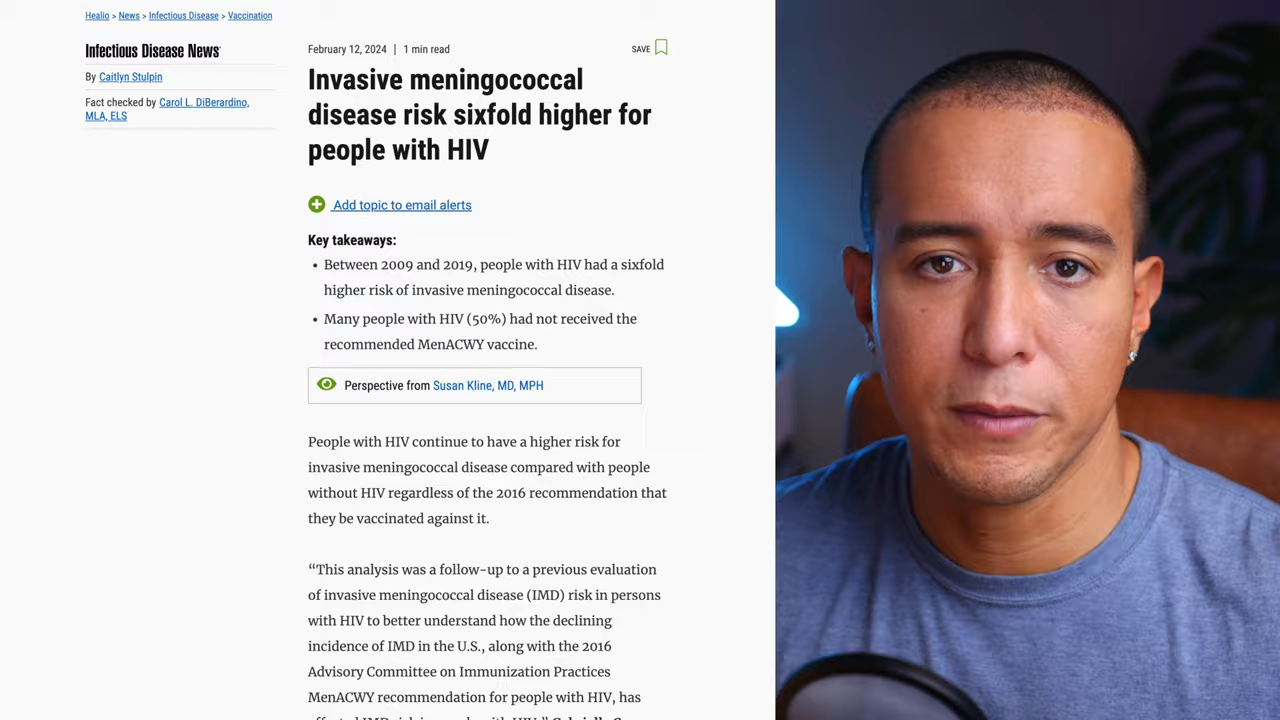 Healio > News > Infectious Disease > Vaccination
Infectious Disease News
By Caitlyn Stulpin
Fact checked by Carol L. DiBerardino,
MLA, ELS
February 12, 2024 | 1 min read
SAVE
Invasive meningococcal
disease risk sixfold higher for
people with HIV
Add topic to email alerts
Key takeaways:
• Between 2009 and 2019, people with HIV had a sixfold
higher risk of invasive meningococcal disease.
• Many people with HIV (50%) had not received the
recommended MenACWY vaccine.
Perspective from Susan Kline, MD, MPH
People with HIV continue to have a higher risk for
invasive meningococcal disease compared with people
without HIV regardless of the 2016 recommendation that
they be vaccinated against it.
“This analysis was a follow-up to a previous evaluation
of invasive meningococcal disease (IMD) risk in persons
with HIV to better understand how the declining
incidence of IMD in the U.S., along with the 2016
Advisory Committee on Immunization Practices
MenACWY recommendation for people with HIV, has